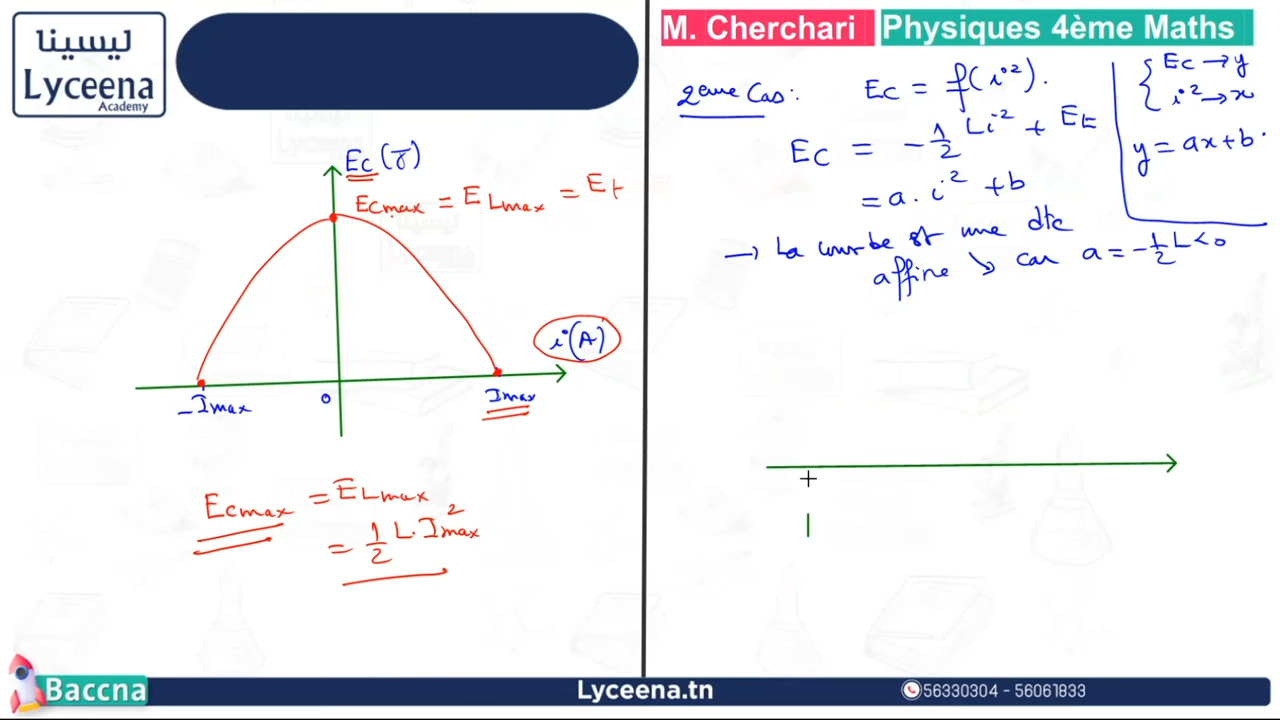 ليسينا
Lyceena
Academy
M. Cherchari Physiques 4ème Maths
Ec (J)
Ecmax = ELmax = Et
i(A)
-Imax
0
Imax
Ecmax = ELmax
= 1/2 L. Imax²
2ème Cas: Ec = f(i²).
Ec = -1/2 Li² + Et
= a. i² + b
→ La courbe est une dte
affine ↘ car a = -1/2 L < 0
{ Ec → y
i² → x
y = ax + b.
Baccna
Lyceena.tn
56330304 - 56061833